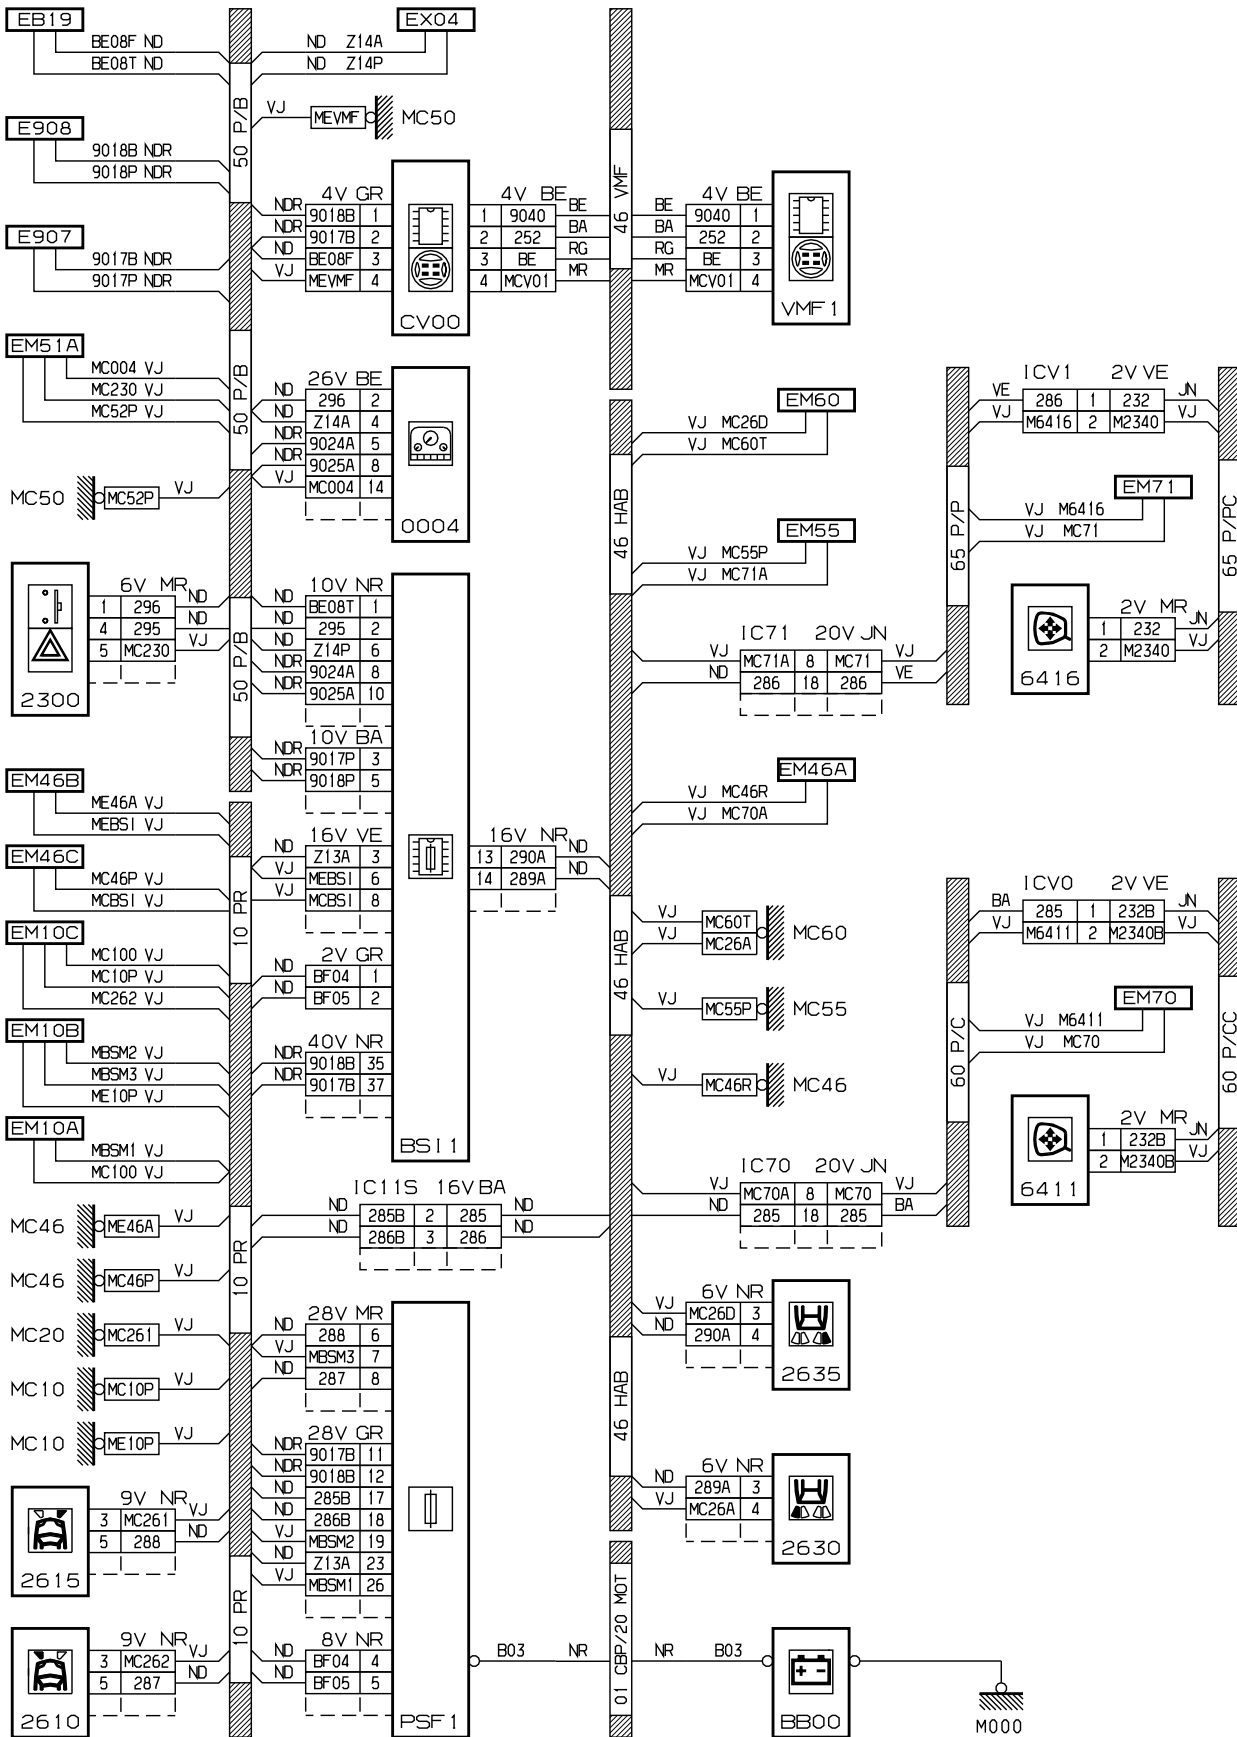 EB19
BE08F ND
BE08T ND
EX04
ND Z14A
ND Z14P
50 P/B
VJ
MEVMF
MC50
E908
9018B NDR
9018P NDR
E907
9017B NDR
9017P NDR
4V GR
NDR 9018B 1
NDR 9017B 2
ND BE08F 3
VJ MEVMF 4
CV00
4V BE
1 9040 BE
2 252 BA
3 BE RG
4 MCV01 MR
46 VMF
4V BE
BE 9040 1
BA 252 2
RG BE 3
MR MCV01 4
VMF1
EM51A
MC004 VJ
MC230 VJ
MC52P VJ
50 P/B
26V BE
ND 296 2
ND Z14A 4
NDR 9024A 5
NDR 9025A 8
VJ MC004 14
0004
MC50
MC52P VJ
6V MR
1 296 ND
4 295 ND
5 MC230 VJ
2300
50 P/B
10V NR
ND BE08T 1
ND 295 2
ND Z14P 6
NDR 9024A 8
NDR 9025A 10
10V BA
NDR 9017P 3
NDR 9018P 5
16V VE
ND Z13A 3
VJ MEBSI 6
VJ MCBSI 8
2V GR
ND BF04 1
ND BF05 2
40V NR
NDR 9018B 35
NDR 9017B 37
BSI1
16V NR
13 290A ND
14 289A ND
EM46B
ME46A VJ
MEBSI VJ
EM46C
MC46P VJ
MCBSI VJ
10 PR
EM10C
MC100 VJ
MC10P VJ
MC262 VJ
EM10B
MBSM2 VJ
MBSM3 VJ
ME10P VJ
EM10A
MBSM1 VJ
MC100 VJ
MC46
ME46A VJ
MC46
MC46P VJ
MC20
MC261 VJ
MC10
MC10P VJ
MC10
ME10P VJ
10 PR
IC11S 16V BA
ND 285B 2 285 ND
ND 286B 3 286 ND
28V MR
ND 288 6
VJ MBSM3 7
ND 287 8
28V GR
NDR 9017B 11
NDR 9018B 12
ND 285B 17
ND 286B 18
VJ MBSM2 19
ND Z13A 23
VJ MBSM1 26
8V NR
ND BF04 4
ND BF05 5
PSF1
9V NR
3 MC261 VJ
5 288 ND
2615
10 PR
9V NR
3 MC262 VJ
5 287 ND
2610
EM60
VJ MC26D
VJ MC60T
46 HAB
EM55
VJ MC55P
VJ MC71A
IC71 20V JN
VJ MC71A 8 MC71 VJ
ND 286 18 286 VE
EM46A
VJ MC46R
VJ MC70A
46 HAB
VJ MC60T
VJ MC26A
MC60
VJ MC55P
MC55
VJ MC46R
MC46
IC70 20V JN
VJ MC70A 8 MC70 VJ
ND 285 18 285 BA
6V NR
VJ MC26D 3
ND 290A 4
2635
46 HAB
6V NR
ND 289A 3
VJ MC26A 4
2630
B03 NR
01 CBP/20 MOT
NR B03
BB00
+ -
M000
ICV1 2V VE
VE 286 1 232 JN
VJ M6416 2 M2340 VJ
65 P/P
65 P/PC
EM71
VJ M6416
VJ MC71
2V MR
1 232 JN
2 M2340 VJ
6416
ICV0 2V VE
BA 285 1 232B JN
VJ M6411 2 M2340B VJ
60 P/C
60 P/CC
EM70
VJ M6411
VJ MC70
2V MR
1 232B JN
2 M2340B VJ
6411